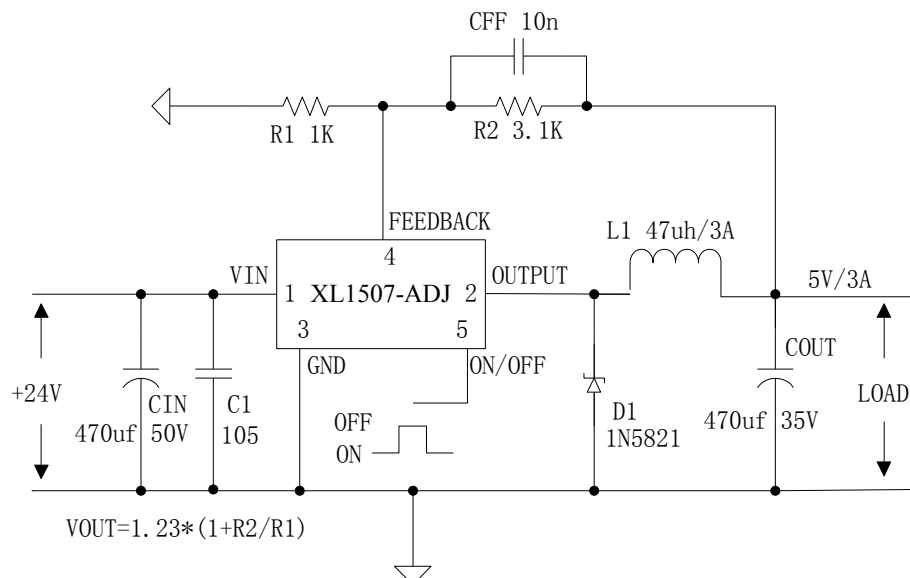 CFF 10n
R1 1K
R2 3.1K
FEEDBACK
L1 47uh/3A
4
VIN
OUTPUT
5V/3A
1 XL1507-ADJ 2
3
5
GND
ON/OFF
COUT
+24V
CIN
C1
D1
LOAD
470uf 50V
105
OFF
1N5821
470uf 35V
ON
VOUT=1.23*(1+R2/R1)